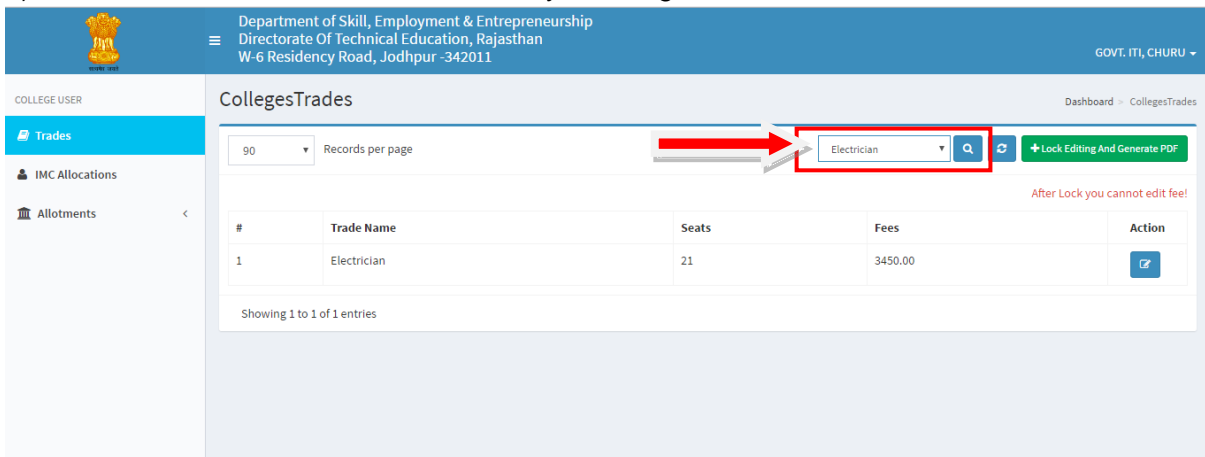 Department of Skill, Employment & Entrepreneurship
Directorate Of Technical Education, Rajasthan
W-6 Residency Road, Jodhpur -342011
GOVT. ITI, CHURU
COLLEGE USER
Trades
IMC Allocations
Allotments
CollegesTrades
Dashboard > CollegesTrades
90 Records per page
Electrician
+Lock Editing And Generate PDF
After Lock you cannot edit fee!
# Trade Name Seats Fees Action
1 Electrician 21 3450.00
Showing 1 to 1 of 1 entries